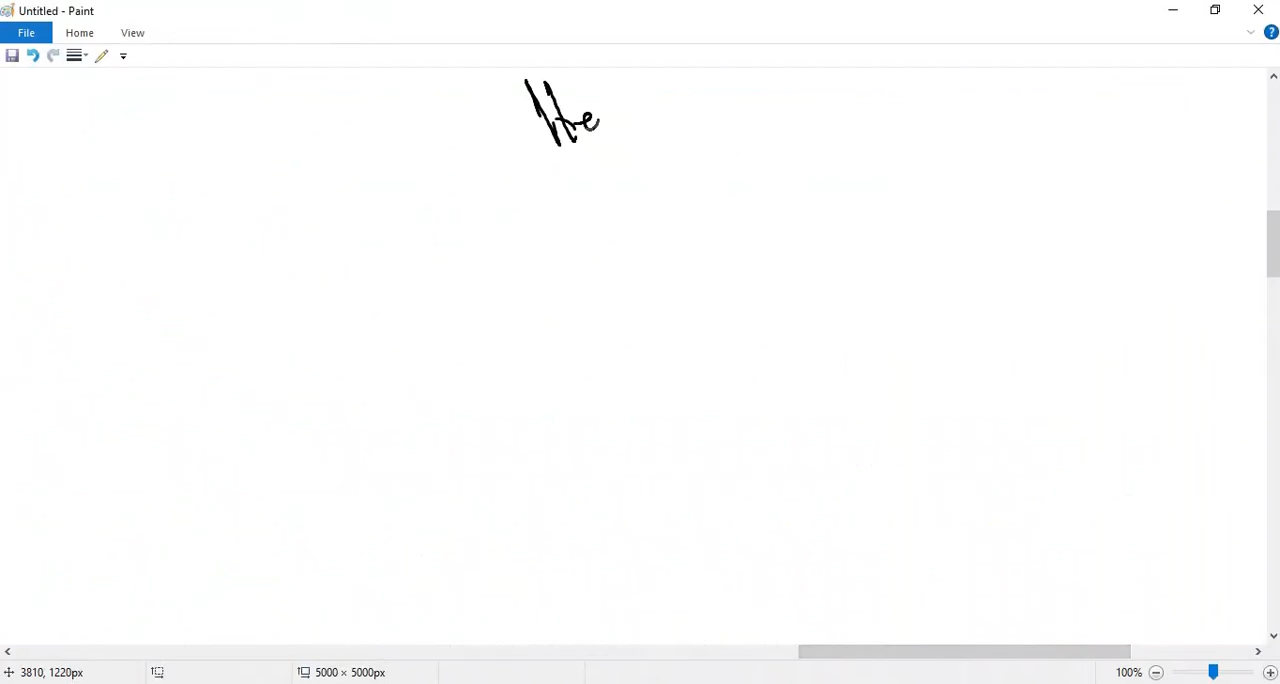 Untitled - Paint
File Home View
3810, 1220px 5000 × 5000px 100%